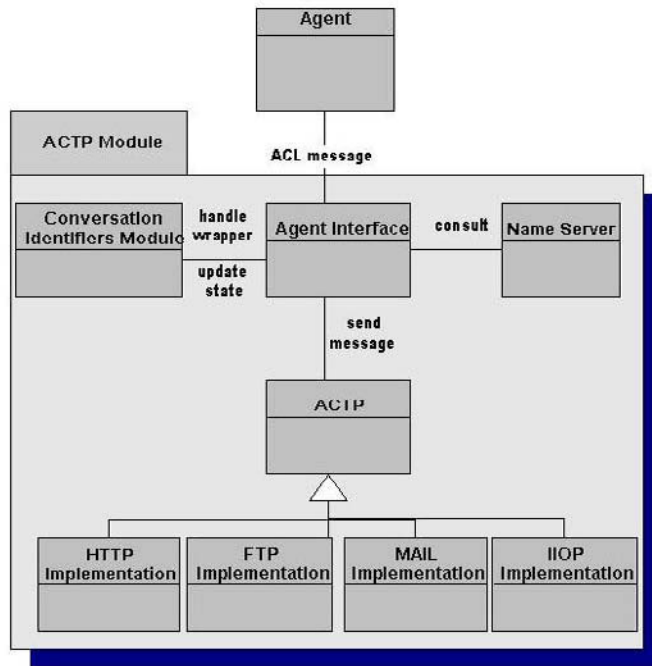 Agent
ACTP Module
ACL message
Conversation
Identifiers Module
handle
wrapper
update
state
Agent Interface
consult
Name Server
send
message
ACTP
HTTP
Implementation
FTP
Implementation
MAIL
Implementation
IIOP
Implementation